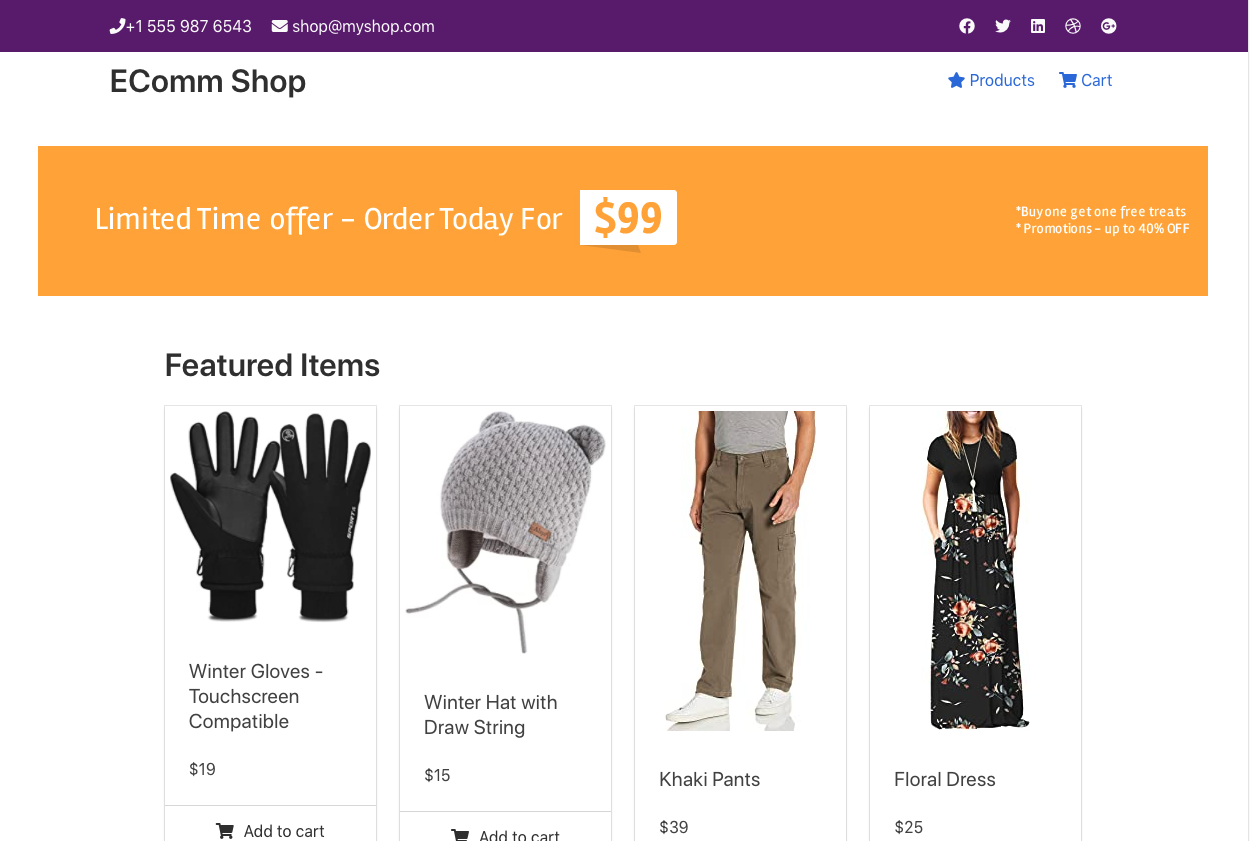 +1 555 987 6543 shop@myshop.com
EComm Shop
Products Cart
Limited Time offer – Order Today For $99
*Buy one get one free treats
* Promotions – up to 40% OFF
Featured Items
SPORTA
Winter Gloves -
Touchscreen
Compatible
$19
Add to cart
Winter Hat with
Draw String
$15
Add to cart
Khaki Pants
$39
Floral Dress
$25